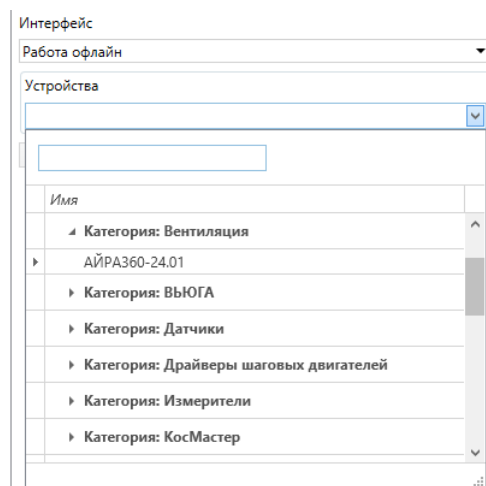 Интерфейс
Работа офлайн
Устройства
Имя
Категория: Вентиляция
АЙРА360-24.01
Категория: ВЬЮГА
Категория: Датчики
Категория: Драйверы шаговых двигателей
Категория: Измерители
Категория: КосМастер